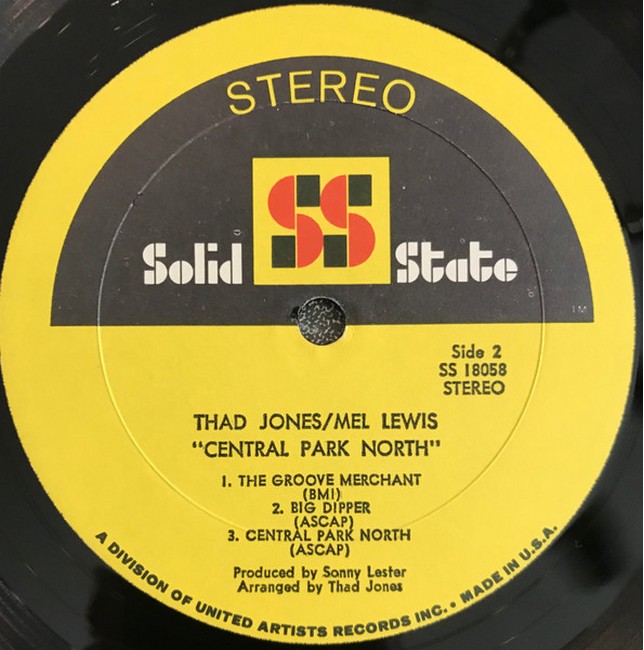 STEREO
SS
Solid State
TM
Side 2
SS 18058
STEREO
THAD JONES/MEL LEWIS
“CENTRAL PARK NORTH”
1. THE GROOVE MERCHANT
(BMI)
2. BIG DIPPER
(ASCAP)
3. CENTRAL PARK NORTH
(ASCAP)
Produced by Sonny Lester
Arranged by Thad Jones
A DIVISION OF UNITED ARTISTS RECORDS INC. • MADE IN U.S.A.